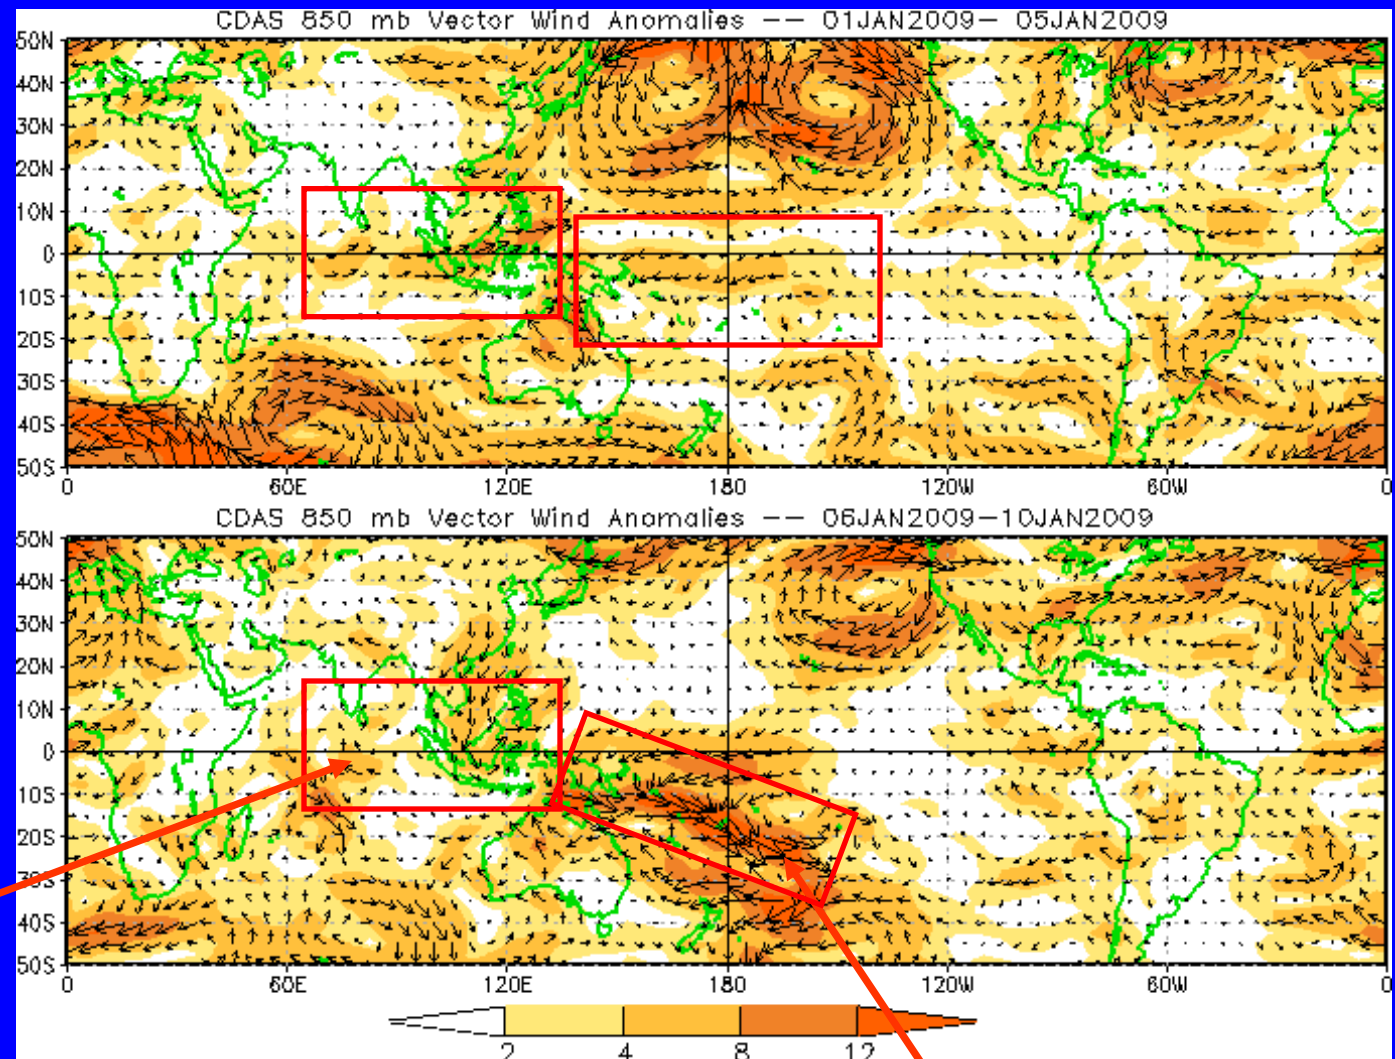 CDAS 850 mb Vector Wind Anomalies -- 01JAN2009- 05JAN2009
50N
40N
30N
20N
10N
0
10S
20S
30S
40S
50S
0 60E 120E 180 120W 60W 0
CDAS 850 mb Vector Wind Anomalies -- 06JAN2009-10JAN2009
50N
40N
30N
20N
10N
0
10S
20S
30S
40S
50S
0 60E 120E 180 120W 60W 0
2 4 8 12